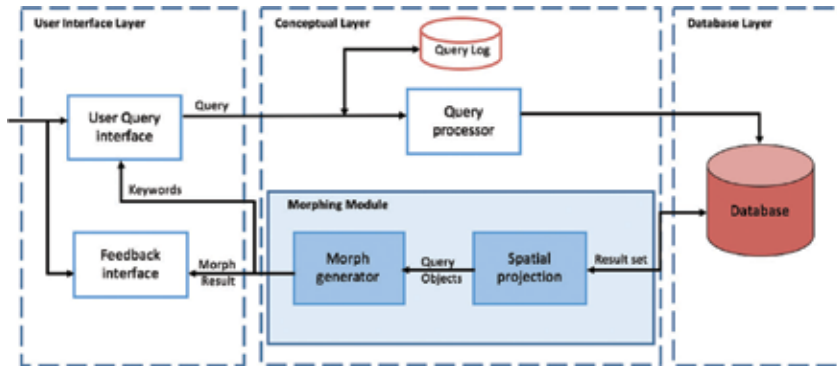 User Interface Layer
Conceptual Layer
Database Layer
Query Log
User Query
interface
Query
Query
processor
Keywords
Database
Morphing Module
Feedback
interface
Morph
Result
Morph
generator
Query
Objects
Spatial
projection
Result set